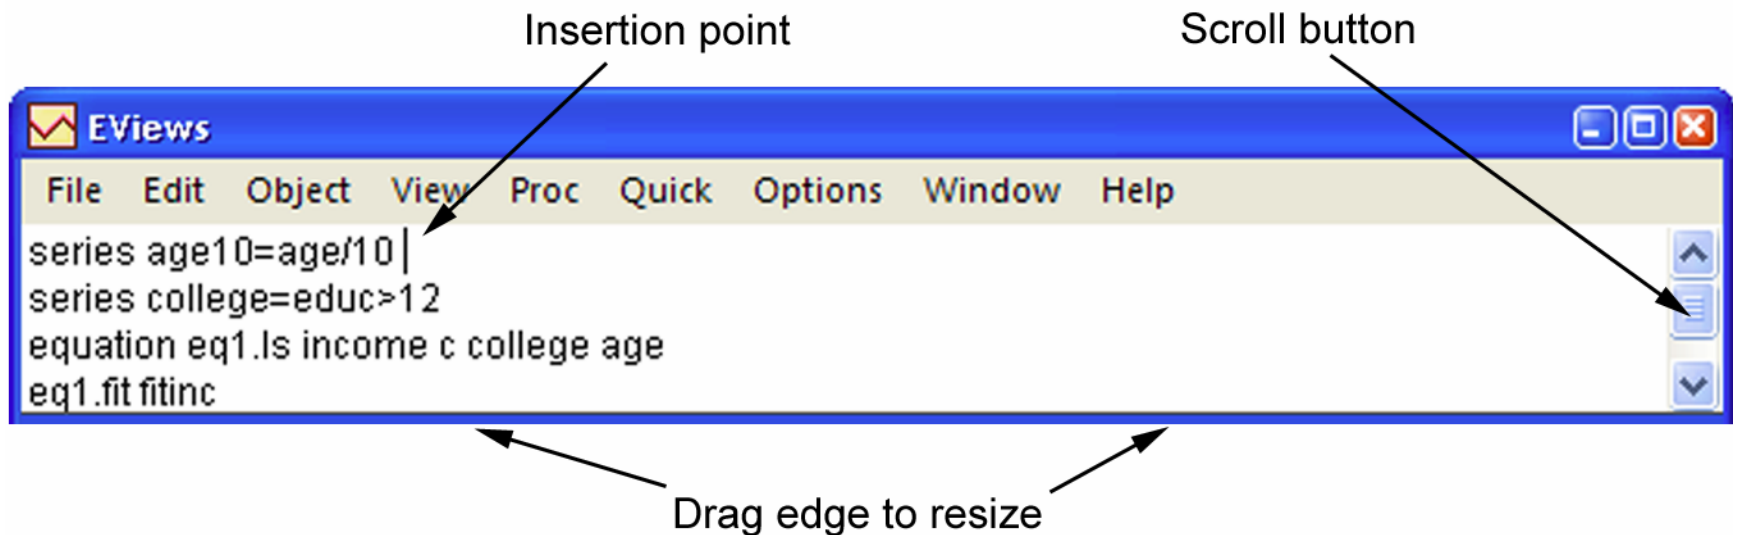 Insertion point
Scroll button
EViews
File Edit Object View Proc Quick Options Window Help
series age10=age/10
series college=educ>12
equation eq1.ls income c college age
eq1.fit fitinc
Drag edge to resize